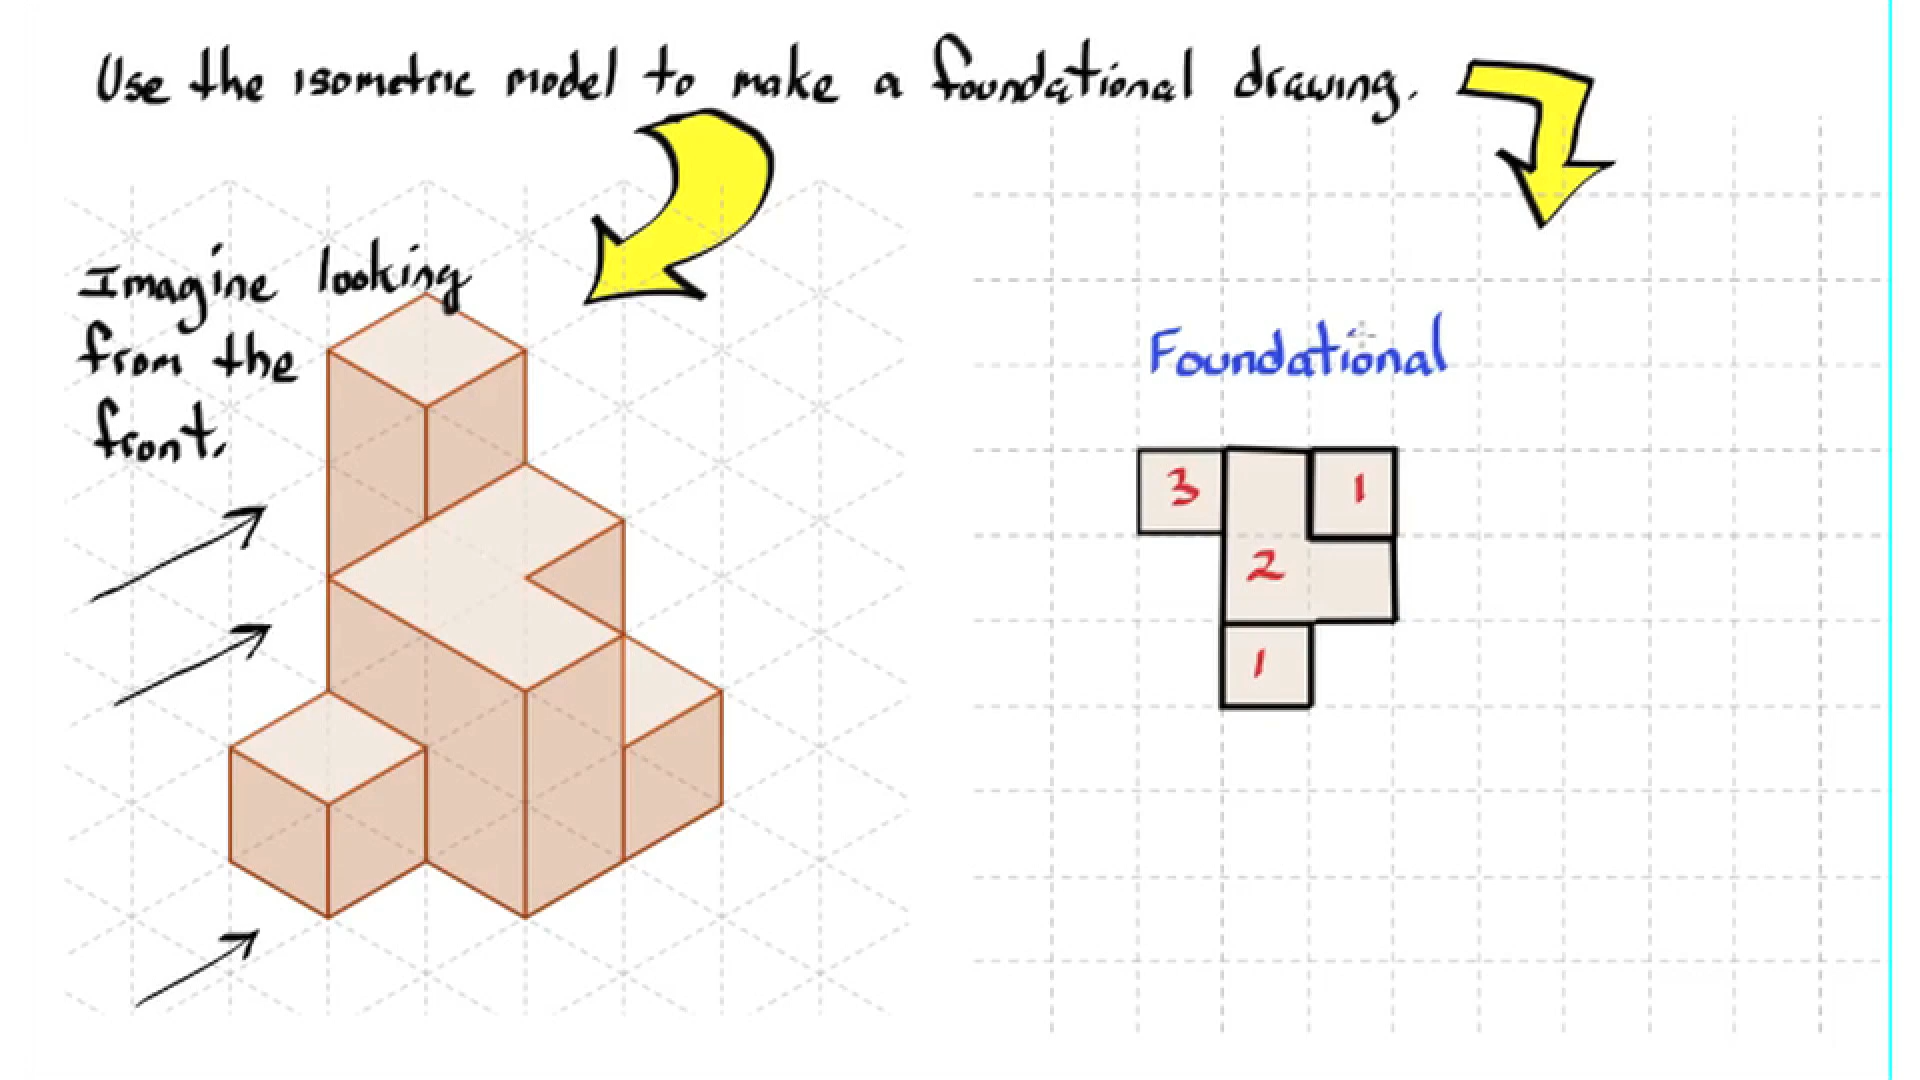 Use the isometric model to make a foundational drawing.
Imagine looking
from the
front.
Foundational
3 1
2
1